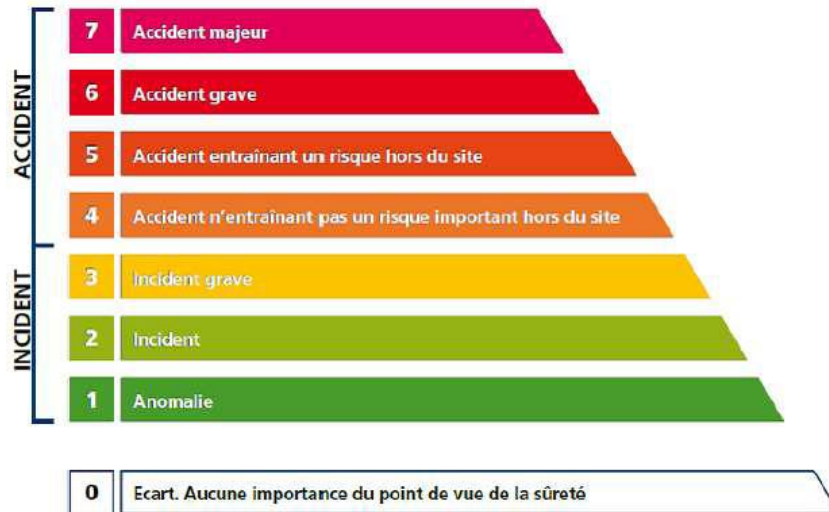 ACCIDENT
7 Accident majeur
6 Accident grave
5 Accident entraînant un risque hors du site
4 Accident n'entraînant pas un risque important hors du site
INCIDENT
3 Incident grave
2 Incident
1 Anomalie
0 Ecart. Aucune importance du point de vue de la sûreté